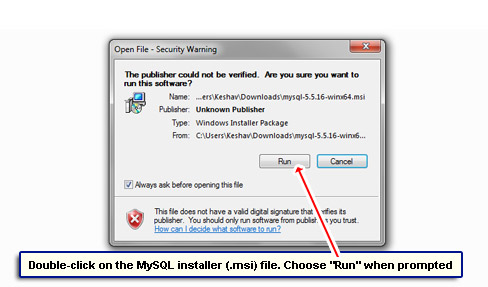 Open File - Security Warning
The publisher could not be verified. Are you sure you want to
run this software?
Name: ...ers\Keshav\Downloads\mysql-5.5.16-winx64.msi
Publisher: Unknown Publisher
Type: Windows Installer Package
From: C:\Users\Keshav\Downloads\mysql-5.5.16-winx6...
Run Cancel
Always ask before opening this file
This file does not have a valid digital signature that verifies its
publisher. You should only run software from publishers you trust.
How can I decide what software to run?
Double-click on the MySQL installer (.msi) file. Choose "Run" when prompted